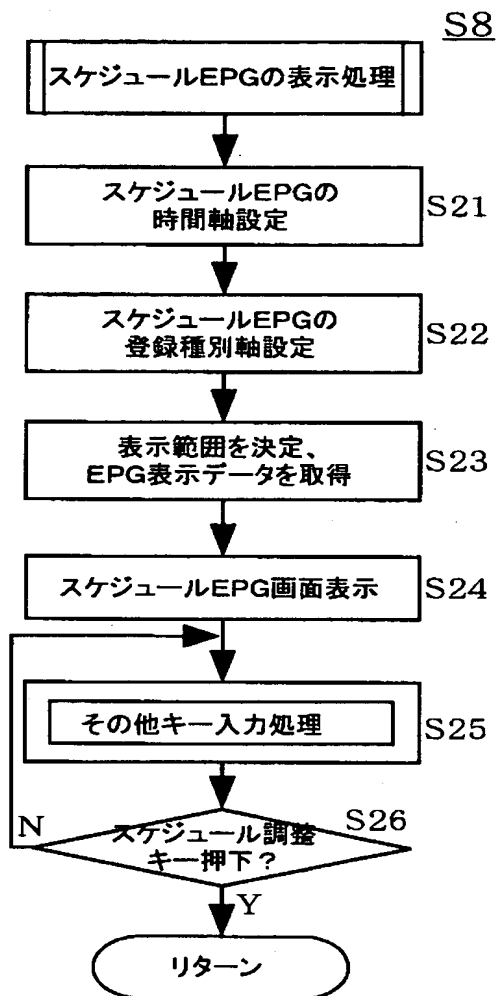 S8
スケジュールEPGの表示処理
スケジュールEPGの
時間軸設定
S21
スケジュールEPGの
登録種別軸設定
S22
表示範囲を決定、
EPG表示データを取得
S23
スケジュールEPG画面表示
S24
その他キー入力処理
S25
スケジュール調整
キー押下？
S26
N
Y
リターン